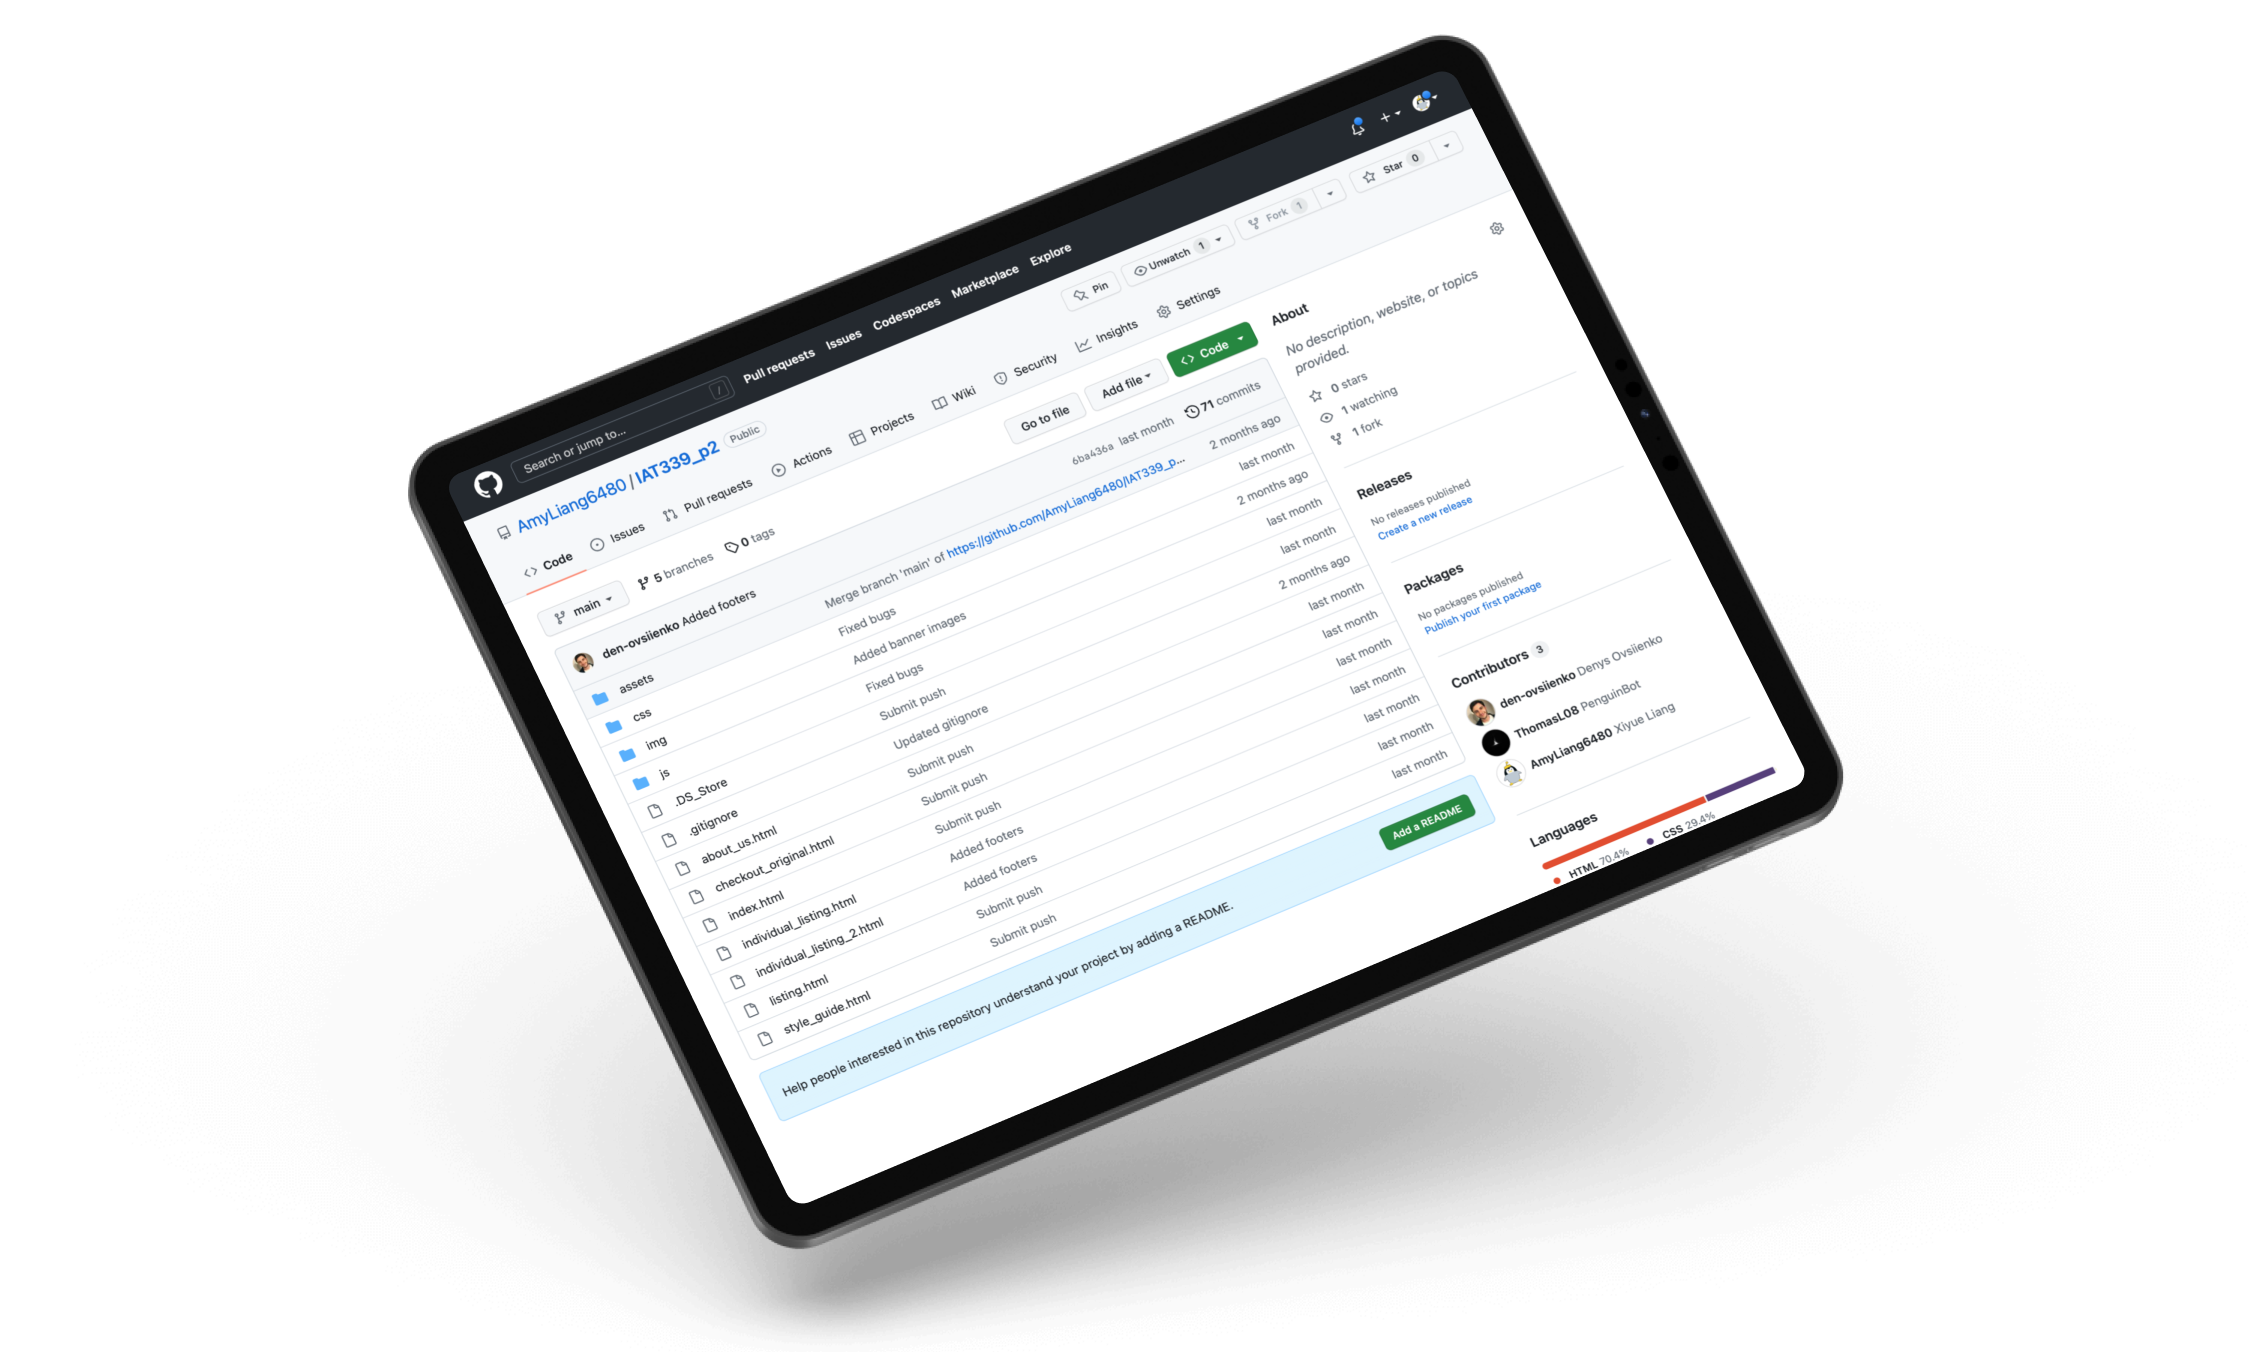 Search or jump to... /
Pull requests Issues Codespaces Marketplace Explore
AmyLiang6480 / IAT339_p2 Public
Pin Unwatch 1 Fork 1 Star 0
Code Issues Pull requests Actions Projects Wiki Security Insights Settings
main 5 branches 0 tags
Go to file Add file Code
den-ovsiienko Added footers 6ba436a last month 71 commits
assets Merge branch 'main' of https://github.com/AmyLiang6480/IAT339_p... 2 months ago
css Fixed bugs last month
img Added banner images 2 months ago
js Fixed bugs last month
.DS_Store Submit push last month
.gitignore Updated gitignore 2 months ago
about_us.html Submit push last month
checkout_original.html Submit push last month
index.html Submit push last month
individual_listing.html Added footers last month
individual_listing_2.html Added footers last month
listing.html Submit push last month
style_guide.html Submit push last month
Help people interested in this repository understand your project by adding a README.
Add a README
About
No description, website, or topics
provided.
0 stars
1 watching
1 fork
Releases
No releases published
Create a new release
Packages
No packages published
Publish your first package
Contributors 3
den-ovsiienko Denys Ovsiienko
ThomasL08 PenguinBot
AmyLiang6480 Xiyue Liang
Languages
HTML 70.4% CSS 29.4%